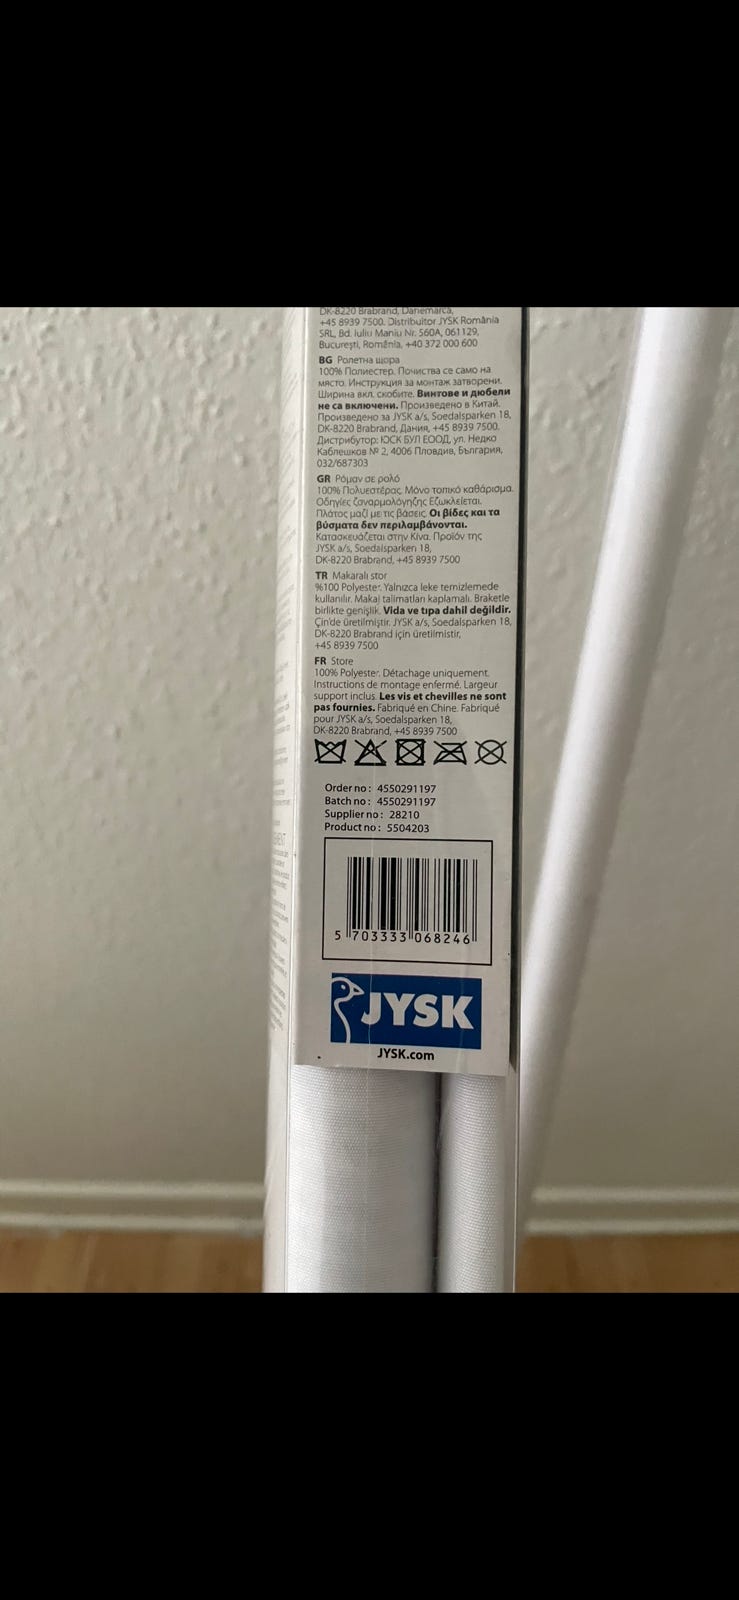 DK-8220 Brabrand, Danemarca,
+45 8939 7500. Distribuitor JYSK România
SRL, Bd. Iuliu Maniu Nr. 560A, 061129,
Bucureşti, România, +40 372 000 600
BG Ролетна щора
100% Полиестер. Почиства се само на
място. Инструкция за монтаж затворени.
Ширина вкл. скобите. Винтове и дюбели
не са включени. Произведено в Китай.
Произведено за JYSK a/s, Soedalsparken 18,
DK-8220 Brabrand, Дания, +45 8939 7500.
Дистрибутор: ЮСК БУЛ ЕООД, ул. Недко
Каблешков № 2, 4006 Пловдив, България,
032/687303
GR Ρόμαν σε ρολό
100% Πολυεστέρας. Μόνο τοπικό καθάρισμα.
Οδηγίες ζαναρμολόγηζης Εζωκλείεται.
Πλάτος μαζί με τις βάσεις. Οι βίδες και τα
βύσματα δεν περιλαμβάνονται.
Κατασκευάζεται στην Κίνα. Προϊόν της
JYSK a/s, Soedalsparken 18,
DK-8220 Brabrand, +45 8939 7500
TR Makaralı stor
%100 Polyester. Yalnızca leke temizlemede
kullanılır. Makal talimatları kaplamalı. Braketle
birlikte genişlik. Vida ve tıpa dahil değildir.
Çin'de üretilmiştir. JYSK a/s, Soedalsparken 18,
DK-8220 Brabrand için üretilmistir,
+45 8939 7500
FR Store
100% Polyester. Détachage uniquement.
Instructions de montage enfermé. Largeur
support inclus. Les vis et chevilles ne sont
pas fournies. Fabriqué en Chine. Fabriqué
pour JYSK a/s, Soedalsparken 18,
DK-8220 Brabrand, +45 8939 7500
Order no: 4550291197
Batch no: 4550291197
Supplier no: 28210
Product no: 5504203
5 703333 068246
JYSK
JYSK.com